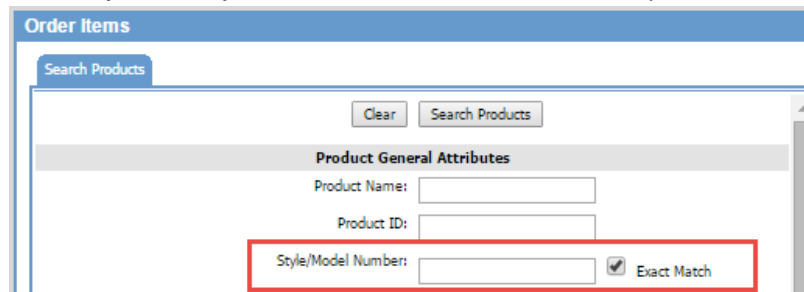 Order Items
Search Products
Clear Search Products
Product General Attributes
Product Name:
Product ID:
Style/Model Number: Exact Match